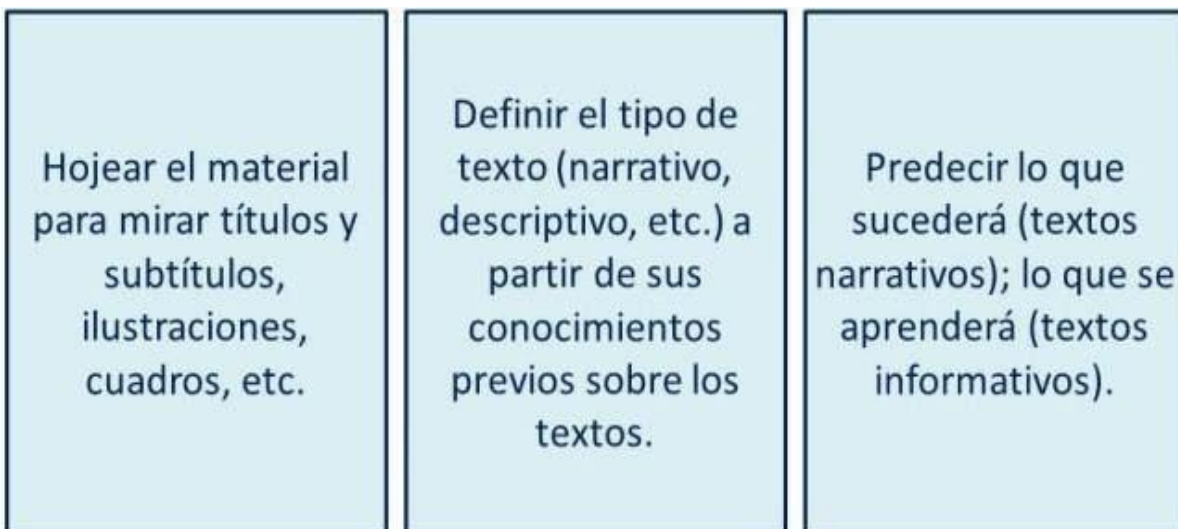 Hojear el material
para mirar títulos y
subtítulos,
ilustraciones,
cuadros, etc.
Definir el tipo de
texto (narrativo,
descriptivo, etc.) a
partir de sus
conocimientos
previos sobre los
textos.
Predecir lo que
sucederá (textos
narrativos); lo que se
aprenderá (textos
informativos).